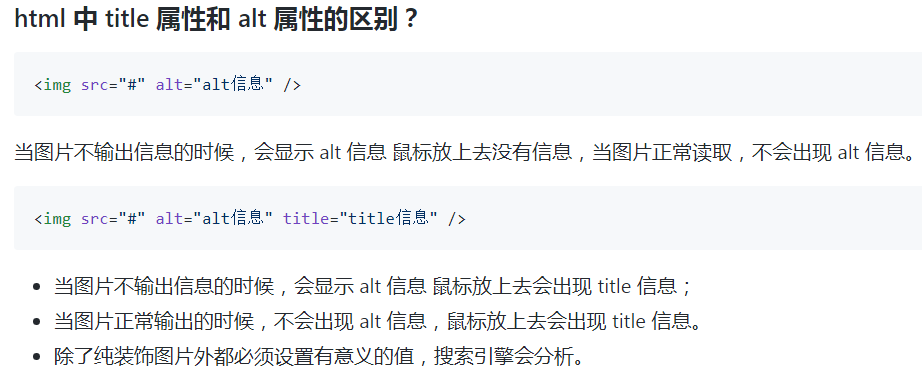 html 中 title 属性和 alt 属性的区别？
<img src="#" alt="alt信息" />
当图片不输出信息的时候，会显示 alt 信息 鼠标放上去没有信息，当图片正常读取，不会出现 alt 信息。
<img src="#" alt="alt信息" title="title信息" />
• 当图片不输出信息的时候，会显示 alt 信息 鼠标放上去会出现 title 信息；
• 当图片正常输出的时候，不会出现 alt 信息，鼠标放上去会出现 title 信息。
• 除了纯装饰图片外都必须设置有意义的值，搜索引擎会分析。